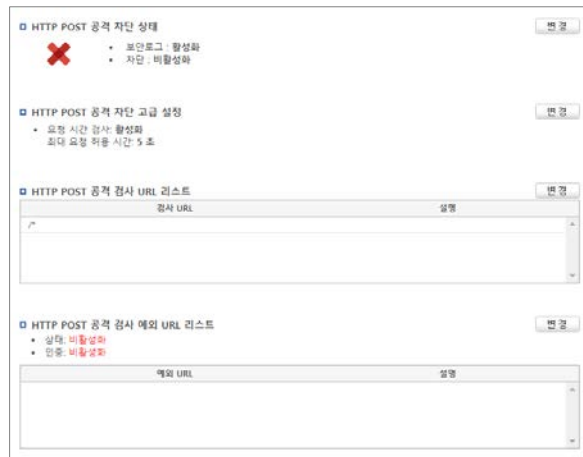 HTTP POST 공격 차단 상태
변경
보안로그 : 활성화
차단 : 비활성화
HTTP POST 공격 차단 고급 설정
변경
요청 시간 검사: 활성화
최대 요청 허용 시간: 5 초
HTTP POST 공격 검사 URL 리스트
변경
검사 URL 설명
/*
HTTP POST 공격 검사 예외 URL 리스트
변경
상태: 비활성화
인증: 비활성화
예외 URL 설명